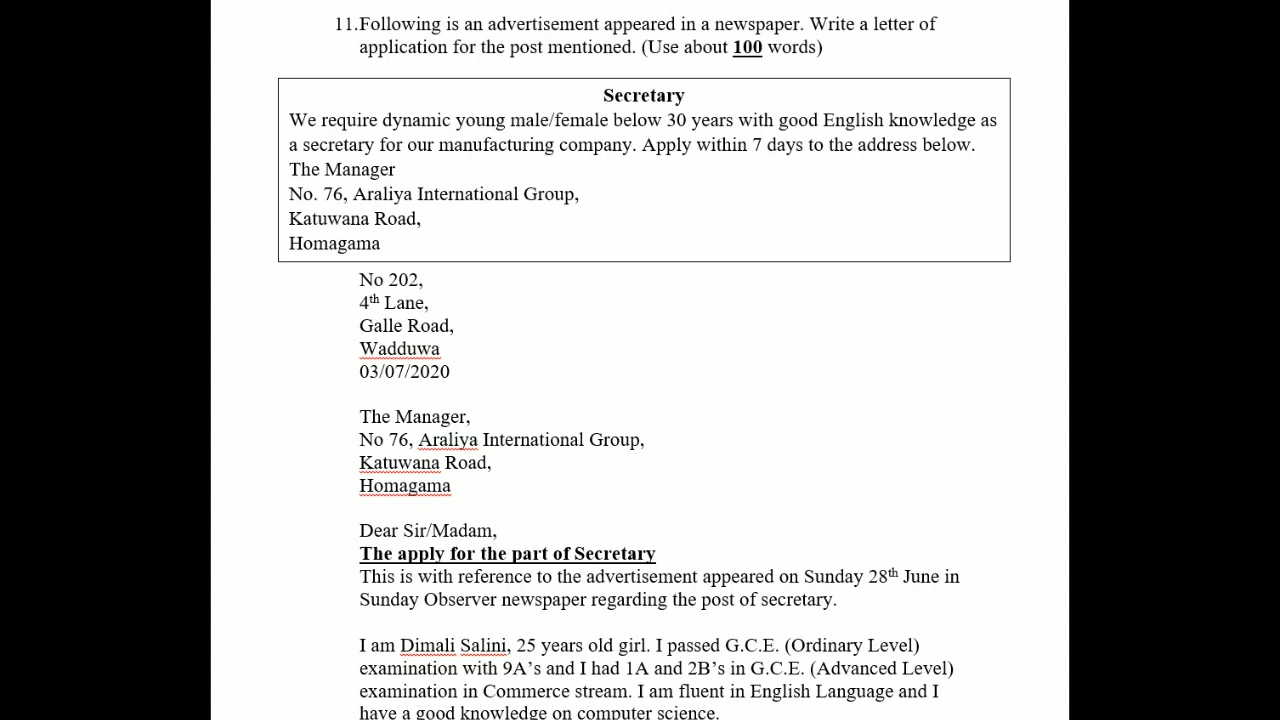 11.Following is an advertisement appeared in a newspaper. Write a letter of
application for the post mentioned. (Use about 100 words)
Secretary
We require dynamic young male/female below 30 years with good English knowledge as
a secretary for our manufacturing company. Apply within 7 days to the address below.
The Manager
No. 76, Araliya International Group,
Katuwana Road,
Homagama
No 202,
4th Lane,
Galle Road,
Wadduwa
03/07/2020
The Manager,
No 76, Araliya International Group,
Katuwana Road,
Homagama
Dear Sir/Madam,
The apply for the part of Secretary
This is with reference to the advertisement appeared on Sunday 28th June in
Sunday Observer newspaper regarding the post of secretary.
I am Dimali Salini, 25 years old girl. I passed G.C.E. (Ordinary Level)
examination with 9A’s and I had 1A and 2B’s in G.C.E. (Advanced Level)
examination in Commerce stream. I am fluent in English Language and I
have a good knowledge on computer science.